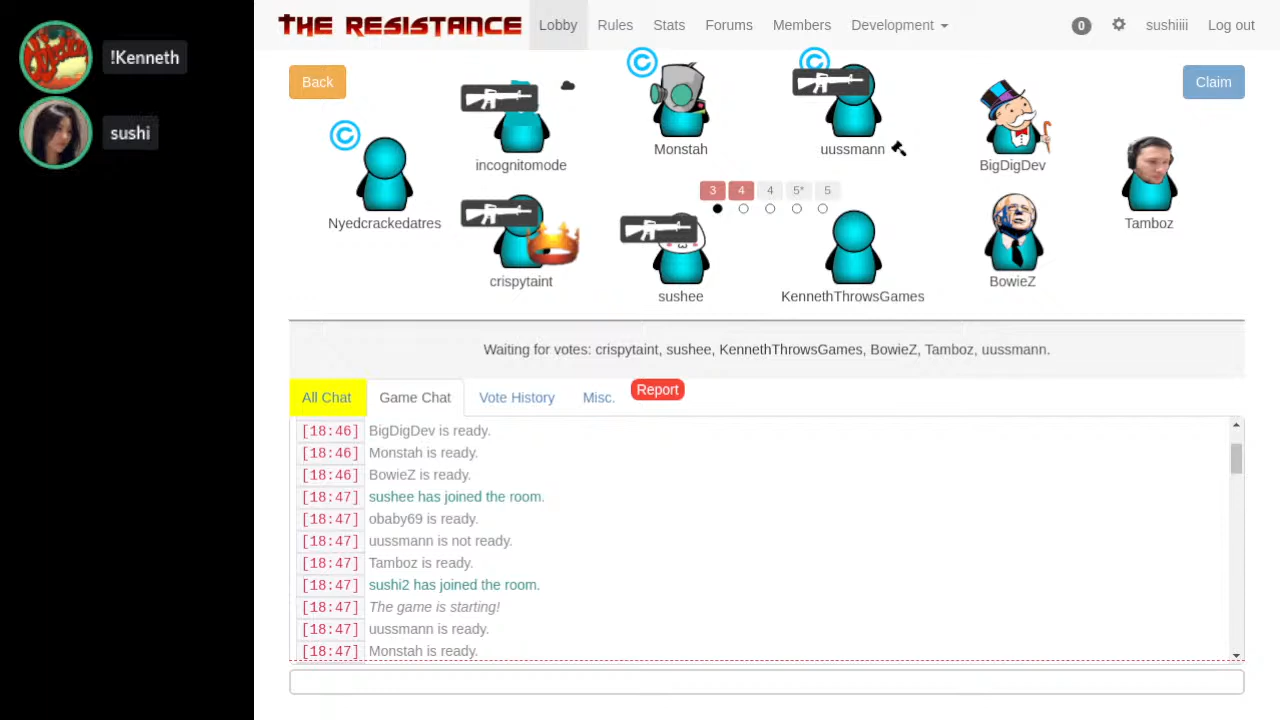 !Kenneth
sushi
THE RESISTANCE
Lobby
Rules
Stats
Forums
Members
Development
0
sushiiii
Log out
Back
Claim
Nyedcrackedatres
incognitomode
Monstah
uussmann
BigDigDev
Tamboz
3 4 4 5* 5
crispytaint
sushee
KennethThrowsGames
BowieZ
Waiting for votes: crispytaint, sushee, KennethThrowsGames, BowieZ, Tamboz, uussmann.
All Chat
Game Chat
Vote History
Misc.
Report
[18:46] BigDigDev is ready.
[18:46] Monstah is ready.
[18:46] BowieZ is ready.
[18:47] sushee has joined the room.
[18:47] obaby69 is ready.
[18:47] uussmann is not ready.
[18:47] Tamboz is ready.
[18:47] sushi2 has joined the room.
[18:47] The game is starting!
[18:47] uussmann is ready.
[18:47] Monstah is ready.